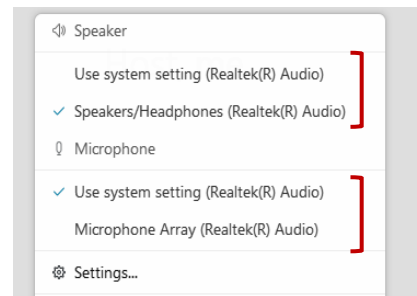 Speaker
Use system setting (Realtek(R) Audio)
Speakers/Headphones (Realtek(R) Audio)
Microphone
Use system setting (Realtek(R) Audio)
Microphone Array (Realtek(R) Audio)
Settings...